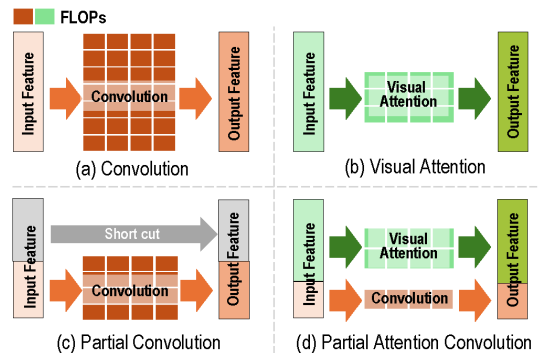 FLOPs
Input Feature
Convolution
Output Feature
(a) Convolution
Input Feature
Visual
Attention
Output Feature
(b) Visual Attention
Input Feature
Short cut
Convolution
Output Feature
(c) Partial Convolution
Input Feature
Visual
Attention
Convolution
Output Feature
(d) Partial Attention Convolution